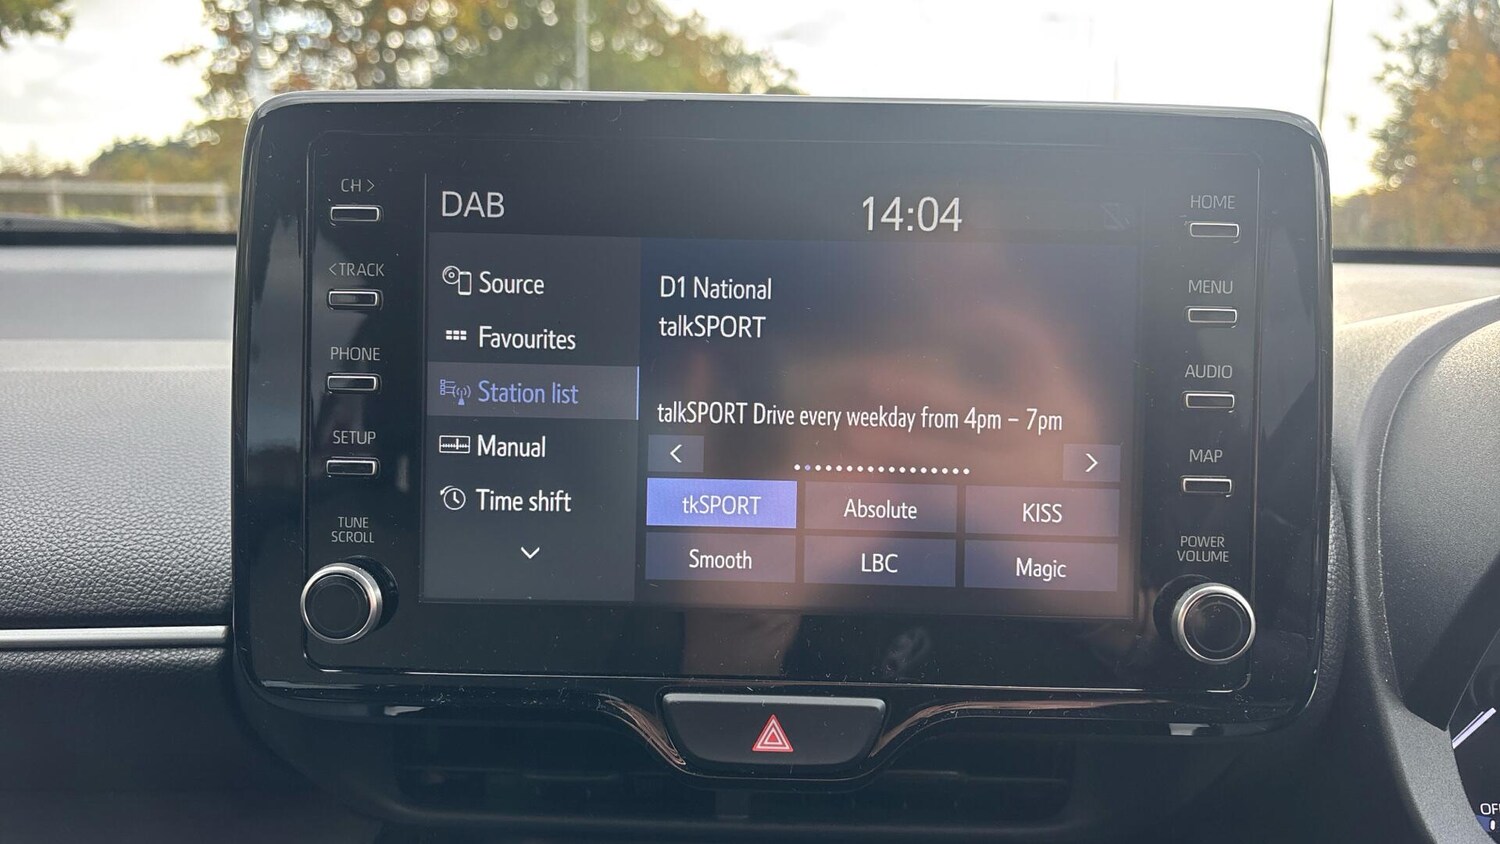 CH >
< TRACK
PHONE
SETUP
TUNE
SCROLL
DAB
14:04
Source
Favourites
Station list
Manual
Time shift
D1 National
talkSPORT
talkSPORT Drive every weekday from 4pm – 7pm
< >
tkSPORT Absolute KISS
Smooth LBC Magic
HOME
MENU
AUDIO
MAP
POWER
VOLUME